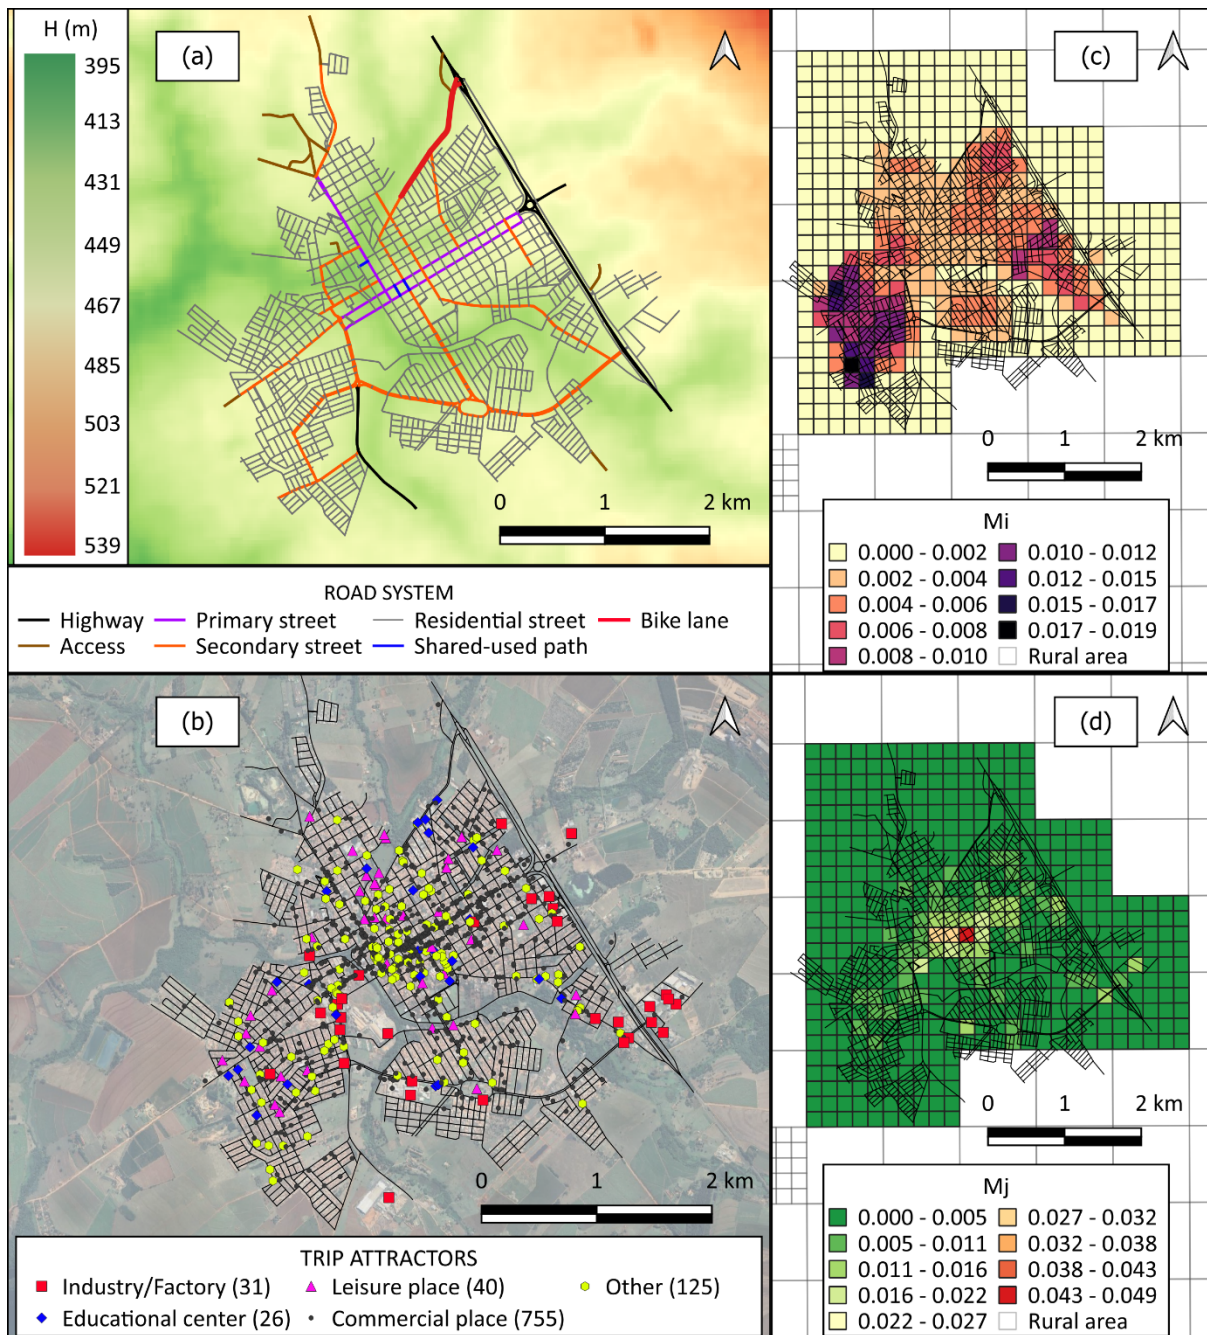 H (m)
395
413
431
449
467
485
503
521
539
(a)
0 1 2 km
ROAD SYSTEM
Highway Primary street Residential street Bike lane
Access Secondary street Shared-used path
(b)
0 1 2 km
TRIP ATTRACTORS
Industry/Factory (31) Leisure place (40) Other (125)
Educational center (26) Commercial place (755)
(c)
0 1 2 km
Mi
0.000 - 0.002 0.010 - 0.012
0.002 - 0.004 0.012 - 0.015
0.004 - 0.006 0.015 - 0.017
0.006 - 0.008 0.017 - 0.019
0.008 - 0.010 Rural area
(d)
0 1 2 km
Mj
0.000 - 0.005 0.027 - 0.032
0.005 - 0.011 0.032 - 0.038
0.011 - 0.016 0.038 - 0.043
0.016 - 0.022 0.043 - 0.049
0.022 - 0.027 Rural area